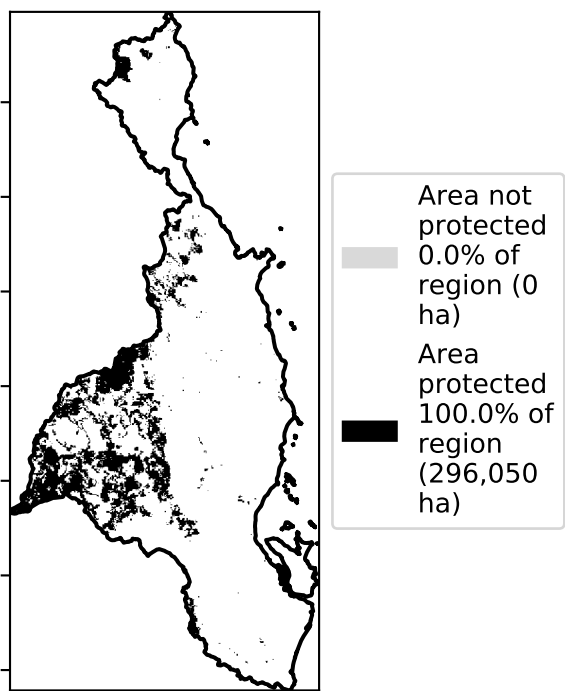 Area not
protected
0.0% of
region (0
ha)
Area
protected
100.0% of
region
(296,050
ha)